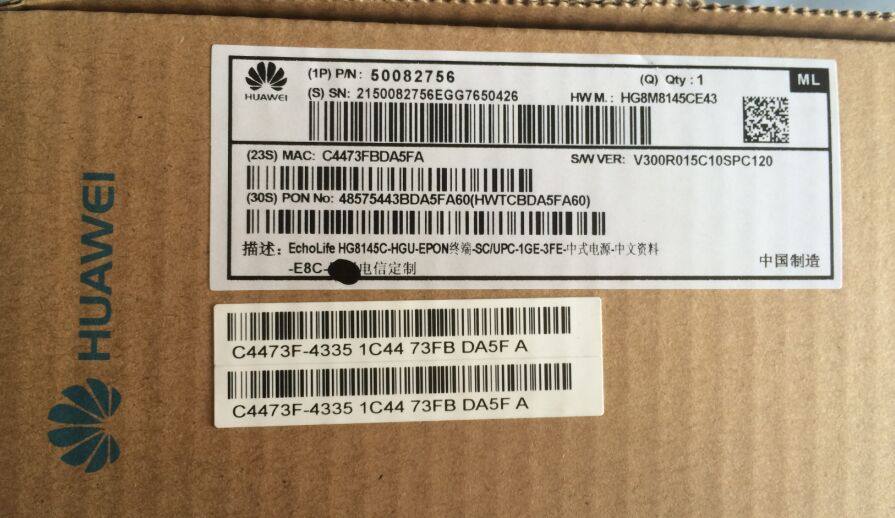 HUAWEI
HUAWEI
(1P) P/N: 50082756
(Q) Qty : 1
ML
(S) SN: 2150082756EGG7650426
HW M. : HG8M8145CE43
(23S) MAC: C4473FBDA5FA
S/W VER: V300R015C10SPC120
(30S) PON No: 48575443BDA5FA60(HWTCBDA5FA60)
描述: EchoLife HG8145C-HGU-EPON终端-SC/UPC-1GE-3FE-中式电源-中文资料
-E8C-电信定制
中国制造
C4473F-4335 1C44 73FB DA5F A
C4473F-4335 1C44 73FB DA5F A